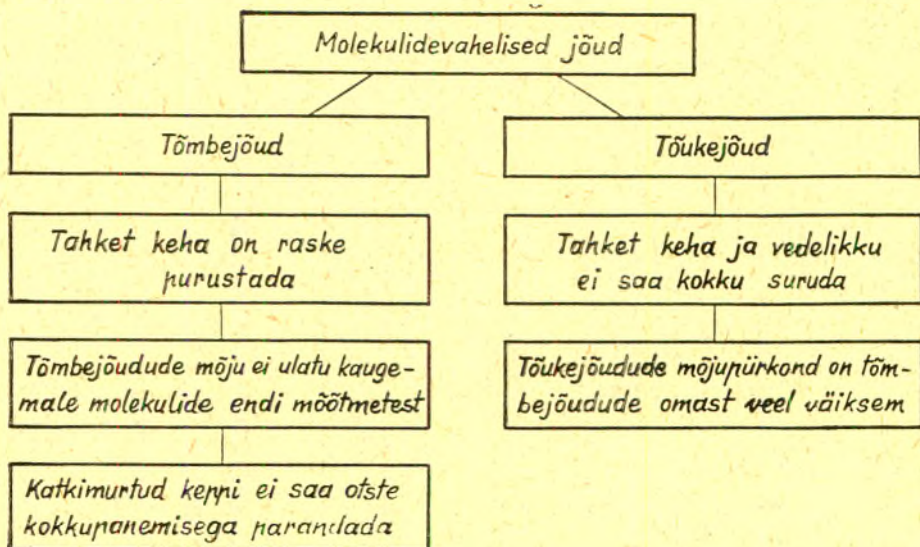 Molekulidevahelised jõud
Tõmbejõud
Tahket keha on raske
purustada
Tõmbejõudude mõju ei ulatu kauge-
male molekulide endi mõõtmetest
Katkimurtud keppi ei saa otste
kokkupanemisega parandada
Tõukejõud
Tahket keha ja vedelikku
ei saa kokku suruda
Tõukejõudude mõjupiirkond on tõm-
bejõudude omast veel väiksem